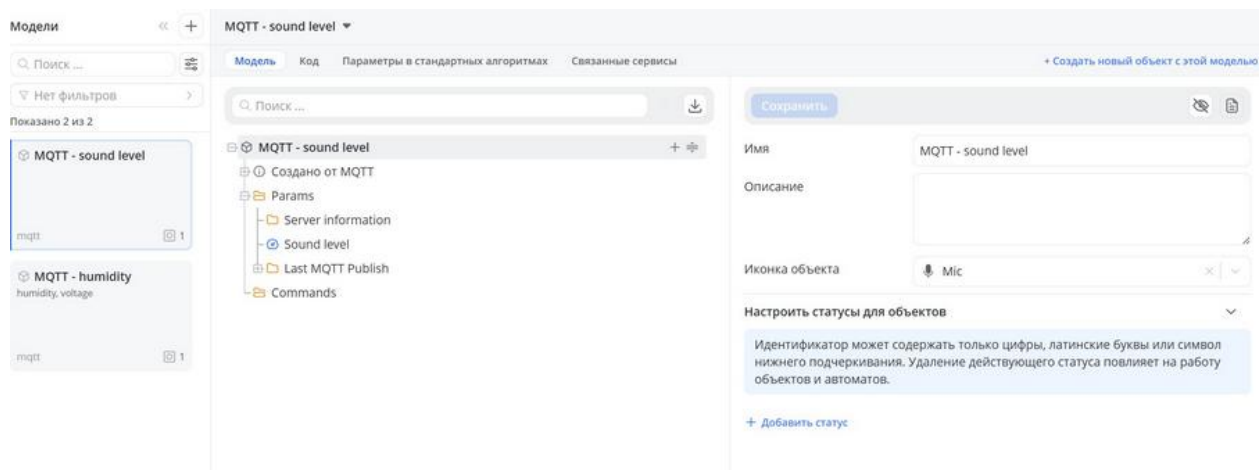 Модели
Поиск ...
Нет фильтров
Показано 2 из 2
MQTT - sound level
mqtt
1
MQTT - humidity
humidity, voltage
mqtt
1
MQTT - sound level
Модель Код Параметры в стандартных алгоритмах Связанные сервисы
+ Создать новый объект с этой моделью
Поиск ...
MQTT - sound level
Создано от MQTT
Params
Server information
Sound level
Last MQTT Publish
Commands
Сохранить
Имя MQTT - sound level
Описание
Иконка объекта Mic
Настроить статусы для объектов
Идентификатор может содержать только цифры, латинские буквы или символ
нижнего подчеркивания. Удаление действующего статуса повлияет на работу
объектов и автоматов.
+ Добавить статус